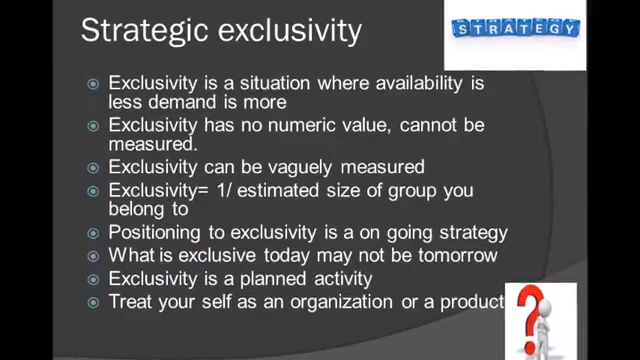 Strategic exclusivity
STRATEGY
Exclusivity is a situation where availability is
less demand is more
Exclusivity has no numeric value, cannot be
measured.
Exclusivity can be vaguely measured
Exclusivity= 1/ estimated size of group you
belong to
Positioning to exclusivity is a on going strategy
What is exclusive today may not be tomorrow
Exclusivity is a planned activity
Treat your self as an organization or a product
?